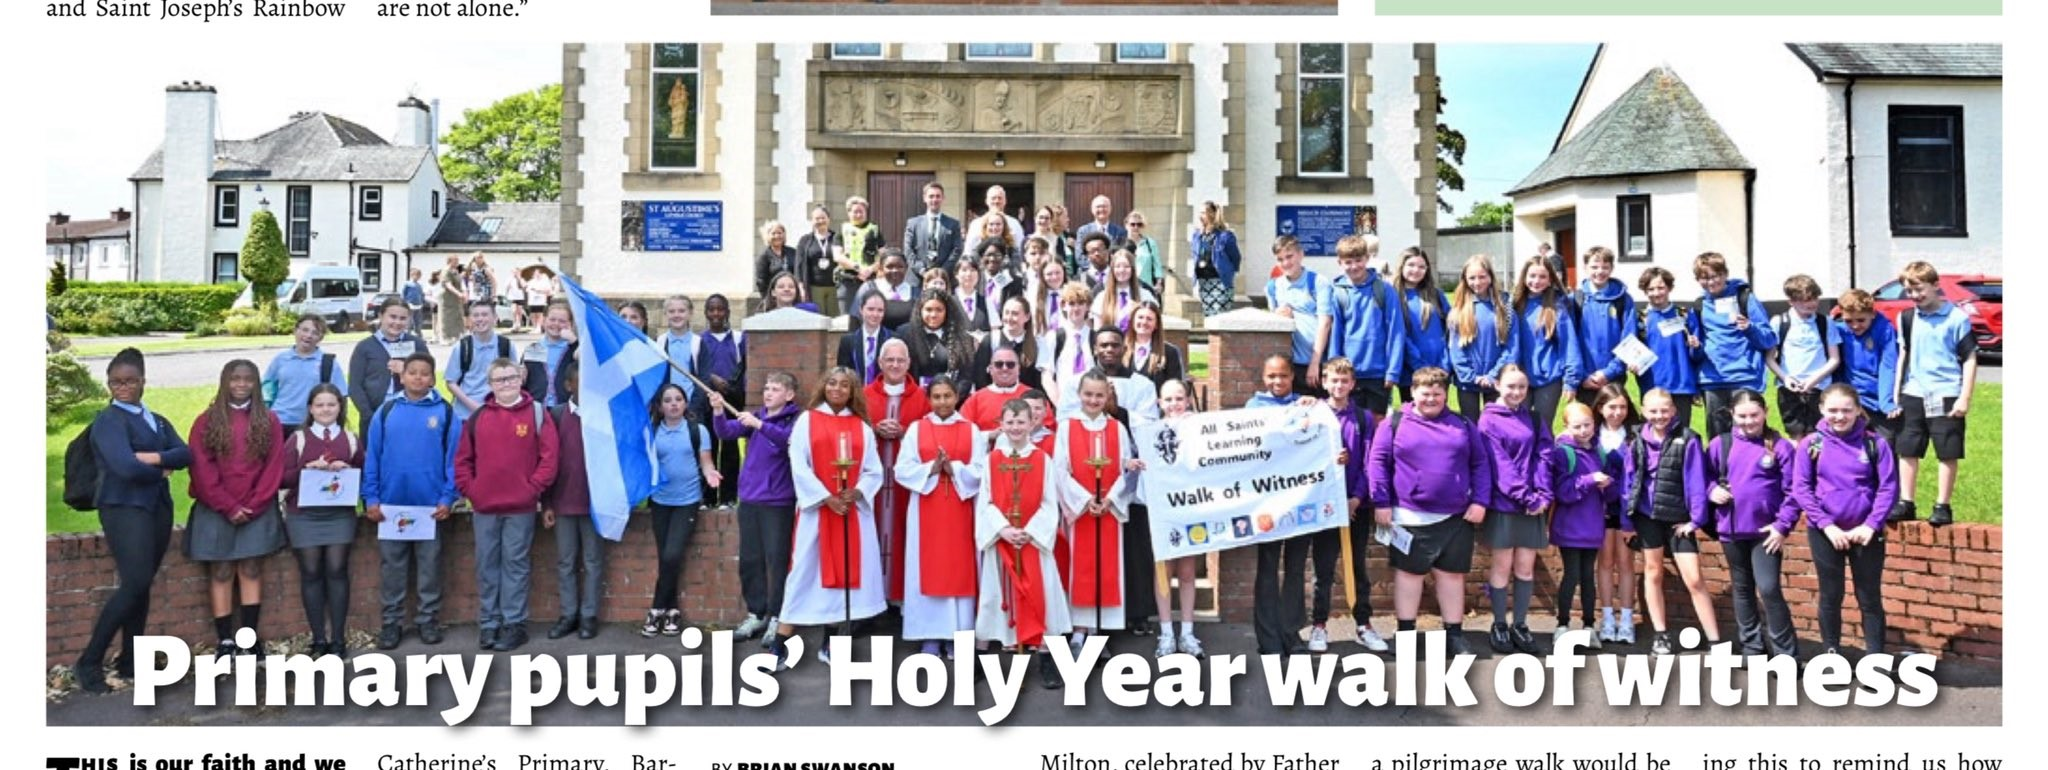 and Saint Joseph's Rainbow
are not alone.”
ST AUGUSTINE'S
All Saints
Learning
Community
Walk of Witness
Primary pupils’ Holy Year walk of witness
THIS is our faith and we
Catherine’s Primary, Bar-
BY BRIAN SWANSON
Milton, celebrated by Father
a pilgrimage walk would be
ing this to remind us how